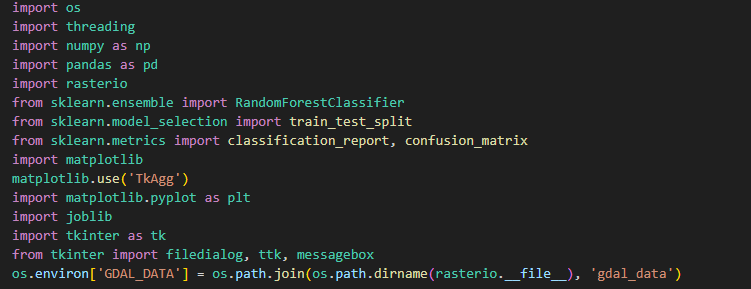 import os
import threading
import numpy as np
import pandas as pd
import rasterio
from sklearn.ensemble import RandomForestClassifier
from sklearn.model_selection import train_test_split
from sklearn.metrics import classification_report, confusion_matrix
import matplotlib
matplotlib.use('TkAgg')
import matplotlib.pyplot as plt
import joblib
import tkinter as tk
from tkinter import filedialog, ttk, messagebox
os.environ['GDAL_DATA'] = os.path.join(os.path.dirname(rasterio.__file__), 'gdal_data')